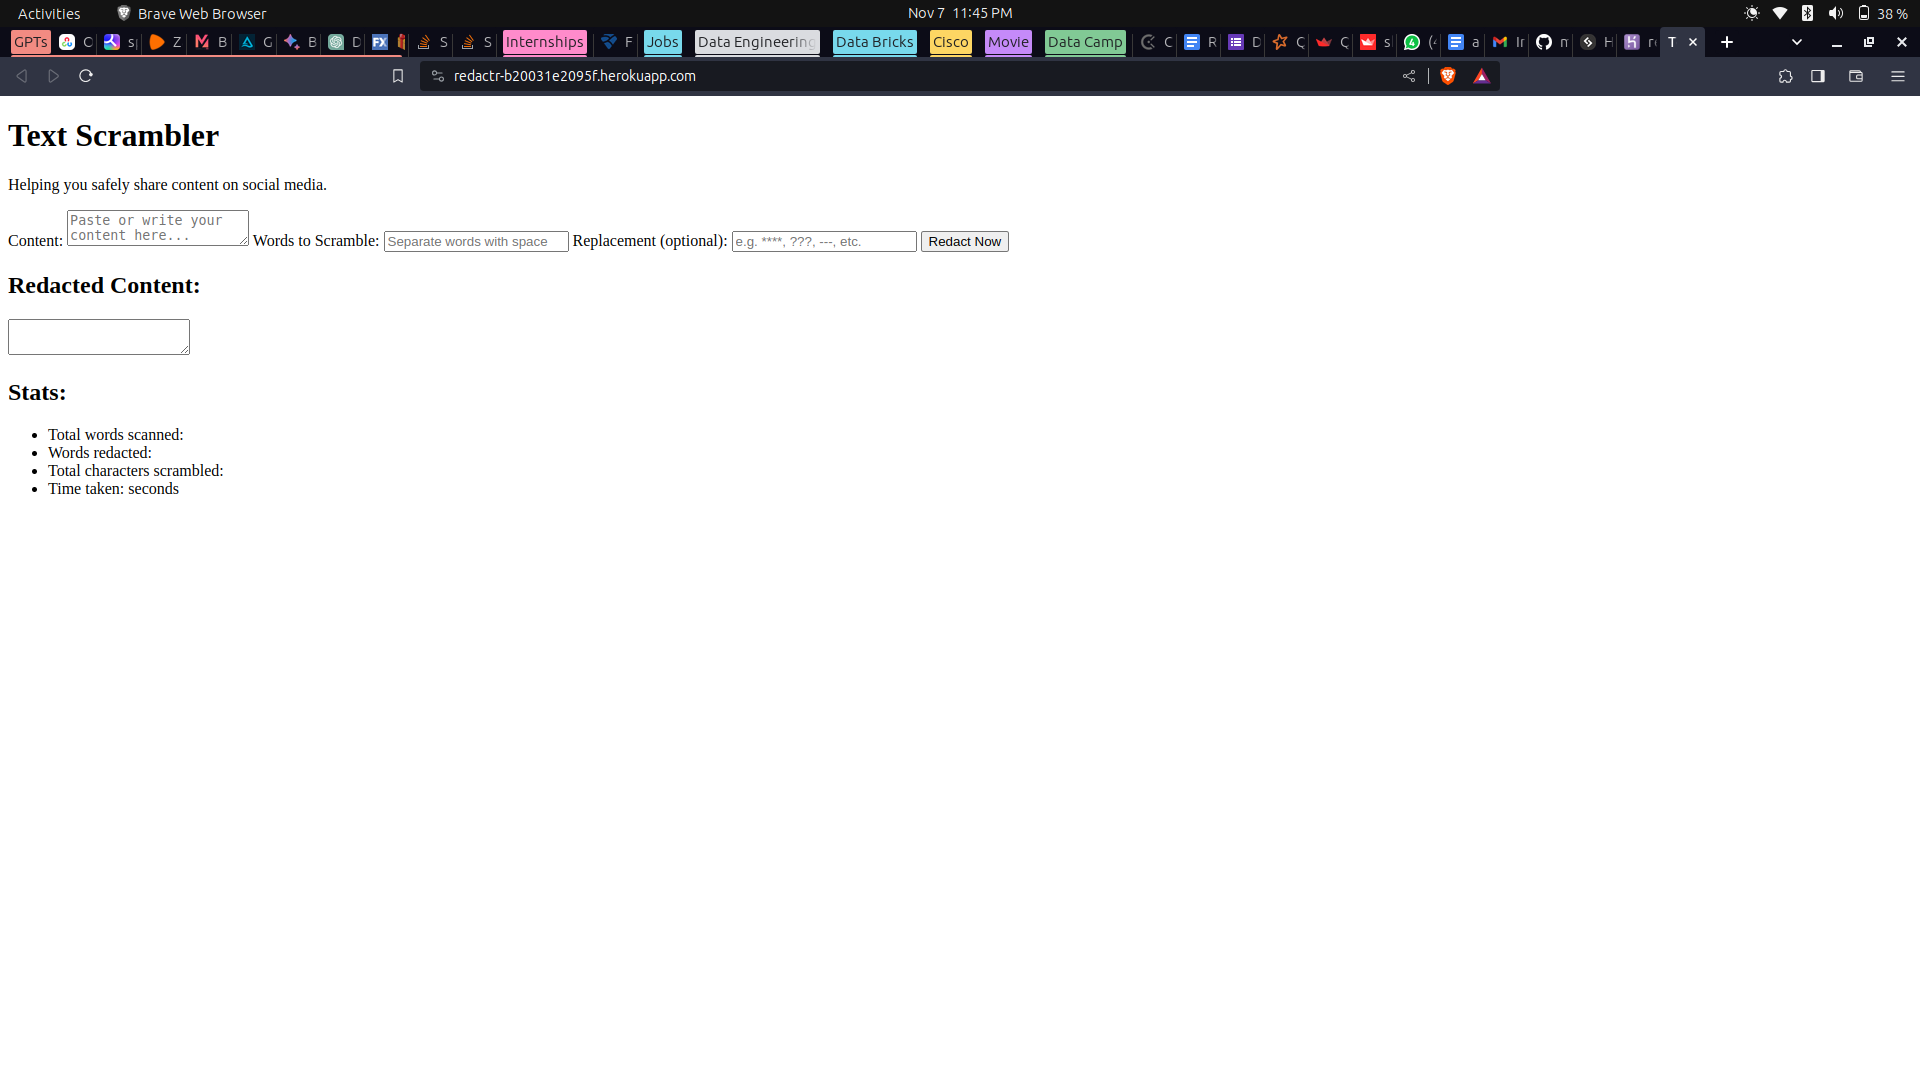 Activities Brave Web Browser Nov 7 11:45 PM 38 %
GPTs C Z B G B D FX S S Internships F Jobs Data Engineering Data Bricks Cisco Movie Data Camp C R D a H T
redactr-b20031e2095f.herokuapp.com
Text Scrambler
Helping you safely share content on social media.
Content: Paste or write your content here... Words to Scramble: Separate words with space Replacement (optional): e.g. ****, ???, ---, etc. Redact Now
Redacted Content:
Stats:
• Total words scanned:
• Words redacted:
• Total characters scrambled:
• Time taken: seconds